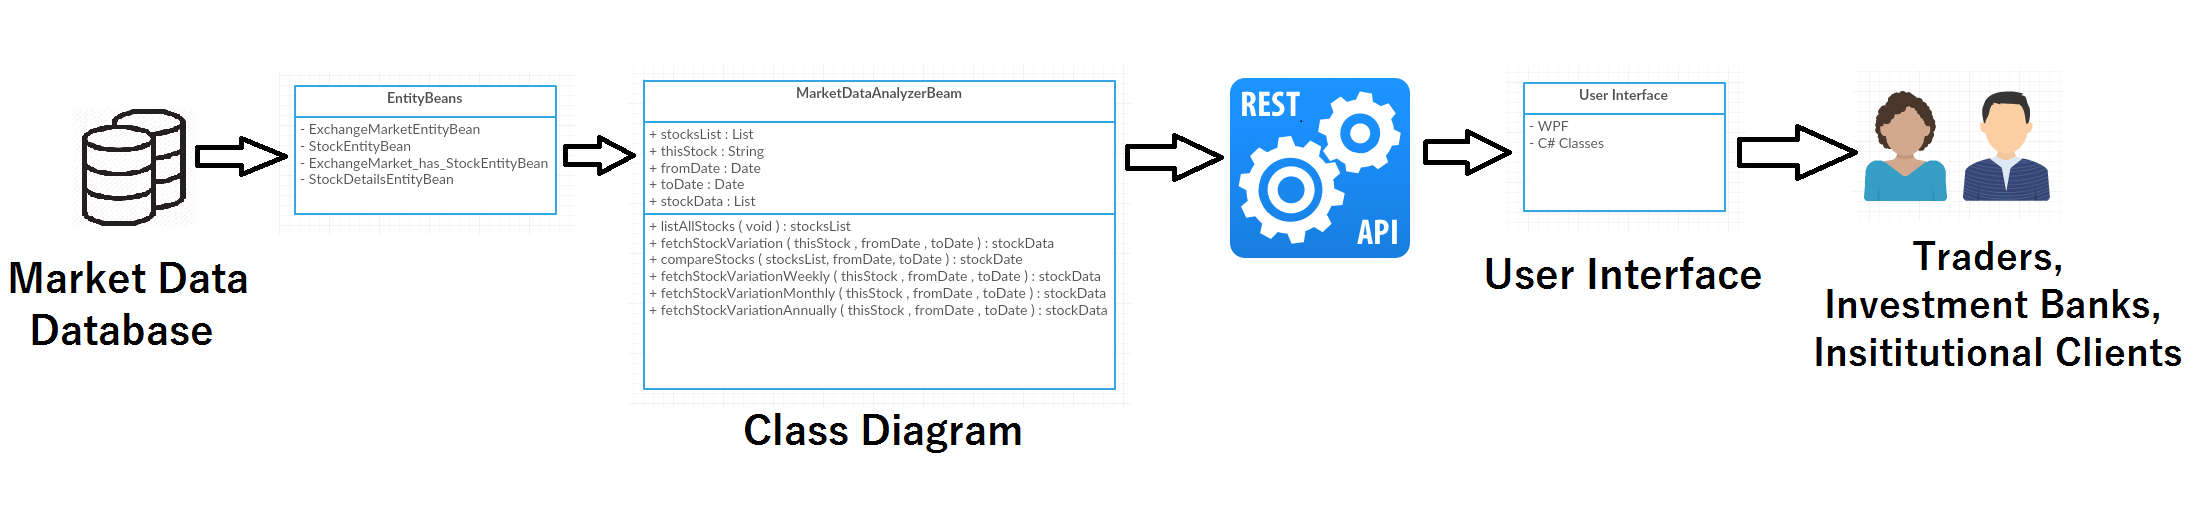 Market Data
Database
EntityBeans
- ExchangeMarketEntityBean
- StockEntityBean
- ExchangeMarket_has_StockEntityBean
- StockDetailsEntityBean
MarketDataAnalyzerBeam
+ stocksList : List
+ thisStock : String
+ fromDate : Date
+ toDate : Date
+ stockData : List
+ listAllStocks ( void ) : stocksList
+ fetchStockVariation ( thisStock , fromDate , toDate ) : stockData
+ compareStocks ( stocksList, fromDate, toDate ) : stockDate
+ fetchStockVariationWeekly ( thisStock , fromDate , toDate ) : stockData
+ fetchStockVariationMonthly ( thisStock , fromDate , toDate ) : stockData
+ fetchStockVariationAnnually ( thisStock , fromDate , toDate ) : stockData
Class Diagram
REST
API
User Interface
- WPF
- C# Classes
User Interface
Traders,
Investment Banks,
Insititutional Clients